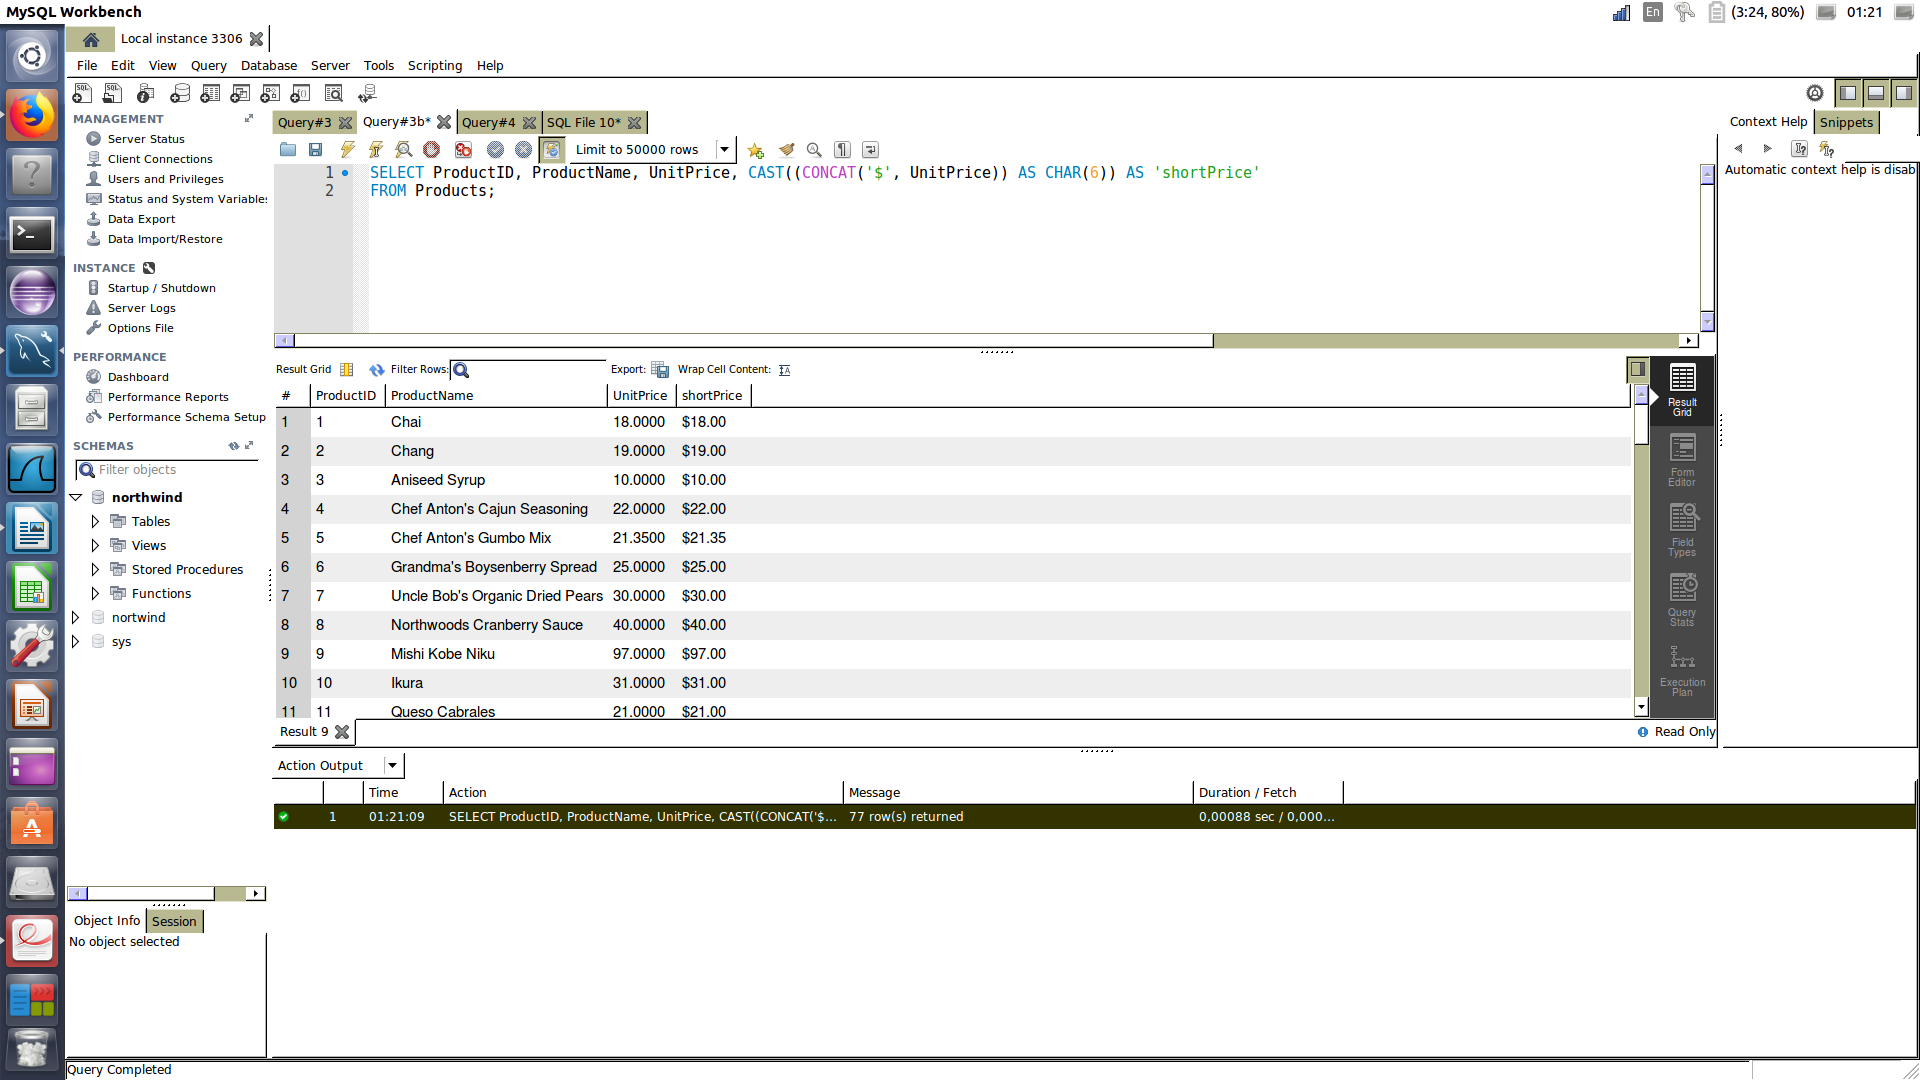 MySQL Workbench
En
(3:24, 80%)
01:21
Local instance 3306
File Edit View Query Database Server Tools Scripting Help
MANAGEMENT
Server Status
Client Connections
Users and Privileges
Status and System Variables
Data Export
Data Import/Restore
INSTANCE
Startup / Shutdown
Server Logs
Options File
PERFORMANCE
Dashboard
Performance Reports
Performance Schema Setup
SCHEMAS
Filter objects
northwind
Tables
Views
Stored Procedures
Functions
nortwind
sys
Object Info Session
No object selected
Query#3 Query#3b* Query#4 SQL File 10*
Limit to 50000 rows
1 SELECT ProductID, ProductName, UnitPrice, CAST((CONCAT('$', UnitPrice)) AS CHAR(6)) AS 'shortPrice'
2 FROM Products;
Result Grid Filter Rows: Export: Wrap Cell Content:
# ProductID ProductName UnitPrice shortPrice
1 1 Chai 18.0000 $18.00
2 2 Chang 19.0000 $19.00
3 3 Aniseed Syrup 10.0000 $10.00
4 4 Chef Anton's Cajun Seasoning 22.0000 $22.00
5 5 Chef Anton's Gumbo Mix 21.3500 $21.35
6 6 Grandma's Boysenberry Spread 25.0000 $25.00
7 7 Uncle Bob's Organic Dried Pears 30.0000 $30.00
8 8 Northwoods Cranberry Sauce 40.0000 $40.00
9 9 Mishi Kobe Niku 97.0000 $97.00
10 10 Ikura 31.0000 $31.00
11 11 Queso Cabrales 21.0000 $21.00
Result Grid
Form Editor
Field Types
Query Stats
Execution Plan
Result 9
Read Only
Context Help Snippets
Automatic context help is disab
Action Output
Time Action Message Duration / Fetch
1 01:21:09 SELECT ProductID, ProductName, UnitPrice, CAST((CONCAT('$... 77 row(s) returned 0,00088 sec / 0,000...
Query Completed